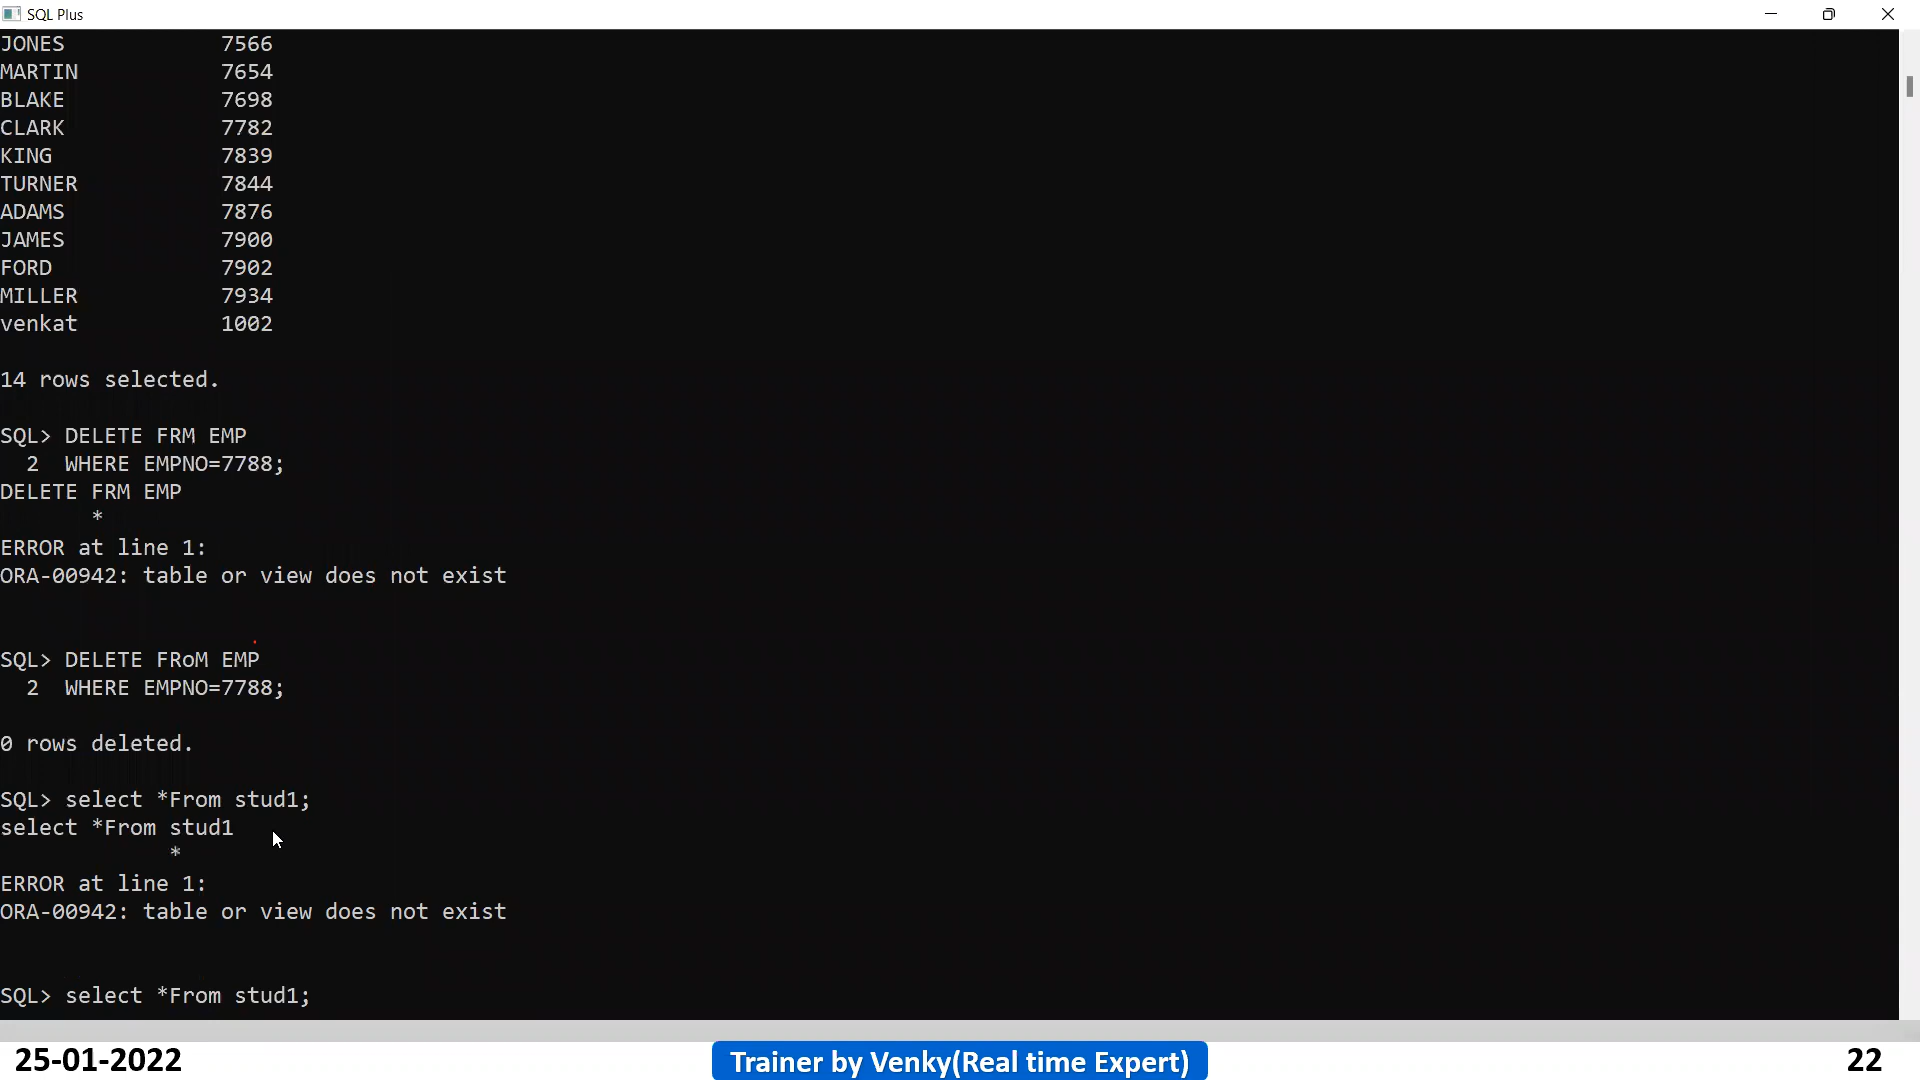 SQL Plus
JONES 7566
MARTIN 7654
BLAKE 7698
CLARK 7782
KING 7839
TURNER 7844
ADAMS 7876
JAMES 7900
FORD 7902
MILLER 7934
venkat 1002
14 rows selected.
SQL> DELETE FRM EMP
2 WHERE EMPNO=7788;
DELETE FRM EMP
*
ERROR at line 1:
ORA-00942: table or view does not exist
SQL> DELETE FRoM EMP
2 WHERE EMPNO=7788;
0 rows deleted.
SQL> select *From stud1;
select *From stud1
*
ERROR at line 1:
ORA-00942: table or view does not exist
SQL> select *From stud1;
25-01-2022
Trainer by Venky(Real time Expert)
22